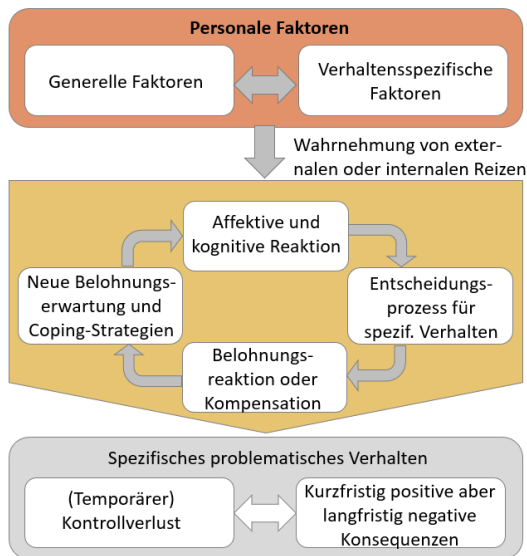 Personale Faktoren
Generelle Faktoren
Verhaltensspezifische
Faktoren
Wahrnehmung von exter-
nalen oder internalen Reizen
Affektive und
kognitive Reaktion
Neue Belohnungs-
erwartung und
Coping-Strategien
Entscheidungs-
prozess für
spezif. Verhalten
Belohnungs-
reaktion oder
Kompensation
Spezifisches problematisches Verhalten
(Temporärer)
Kontrollverlust
Kurzfristig positive aber
langfristig negative
Konsequenzen